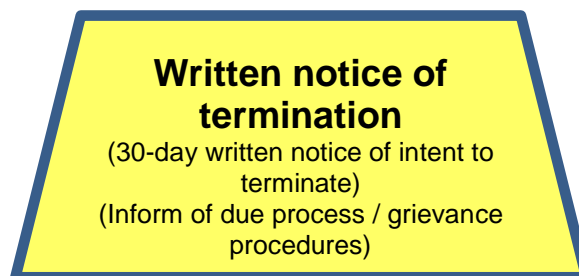 Written notice of
termination
(30-day written notice of intent to
terminate)
(Inform of due process / grievance
procedures)